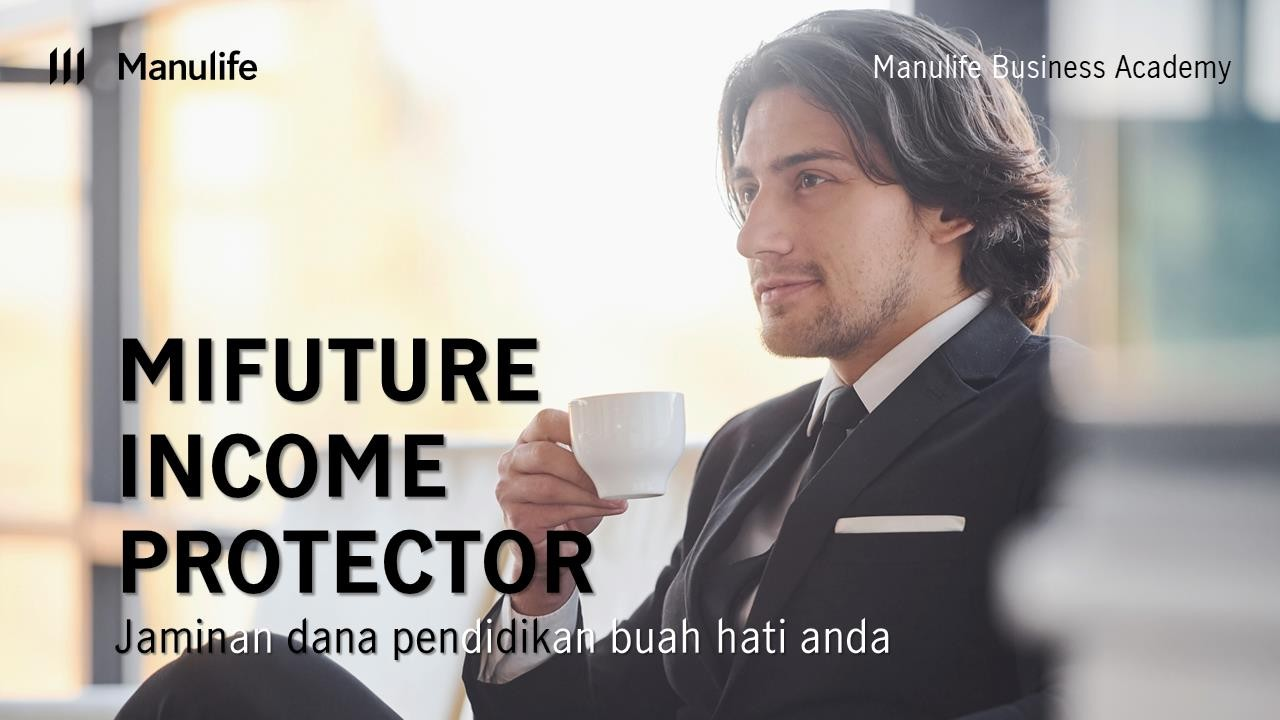 Manulife
Manulife Business Academy
MIFUTURE
INCOME
PROTECTOR
Jaminan dana pendidikan buah hati anda